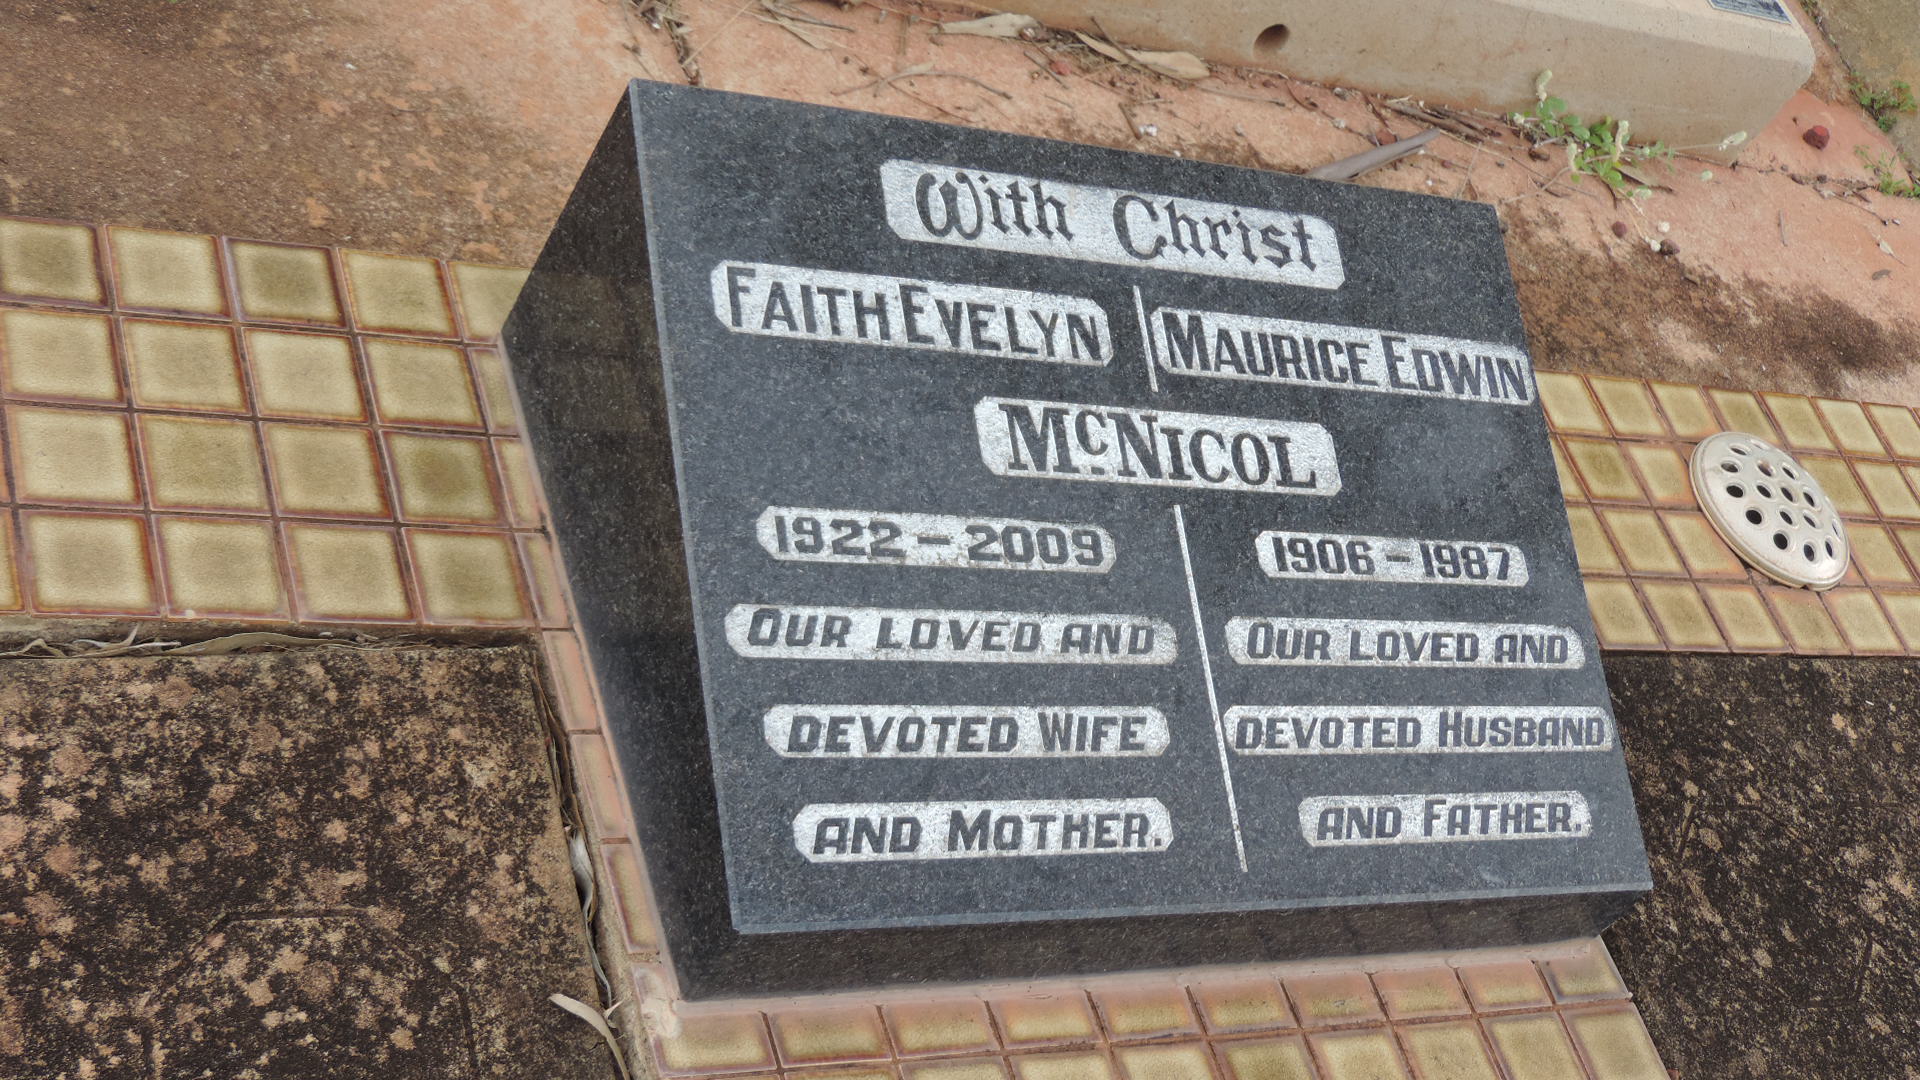 With Christ
FAITH EVELYN
MAURICE EDWIN
McNICOL
1922 – 2009
OUR LOVED AND
DEVOTED WIFE
AND MOTHER.
1906 – 1987
OUR LOVED AND
DEVOTED HUSBAND
AND FATHER.